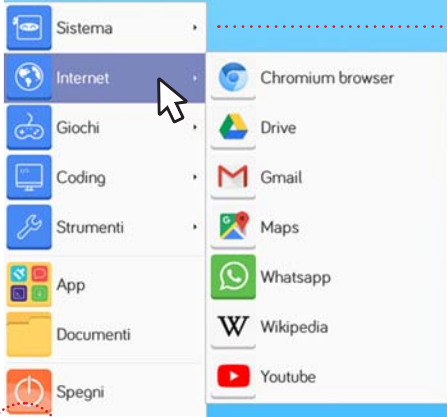 Sistema
Internet
Giochi
Coding
Strumenti
App
Documenti
Spegni
Chromium browser
Drive
Gmail
Maps
Whatsapp
Wikipedia
Youtube